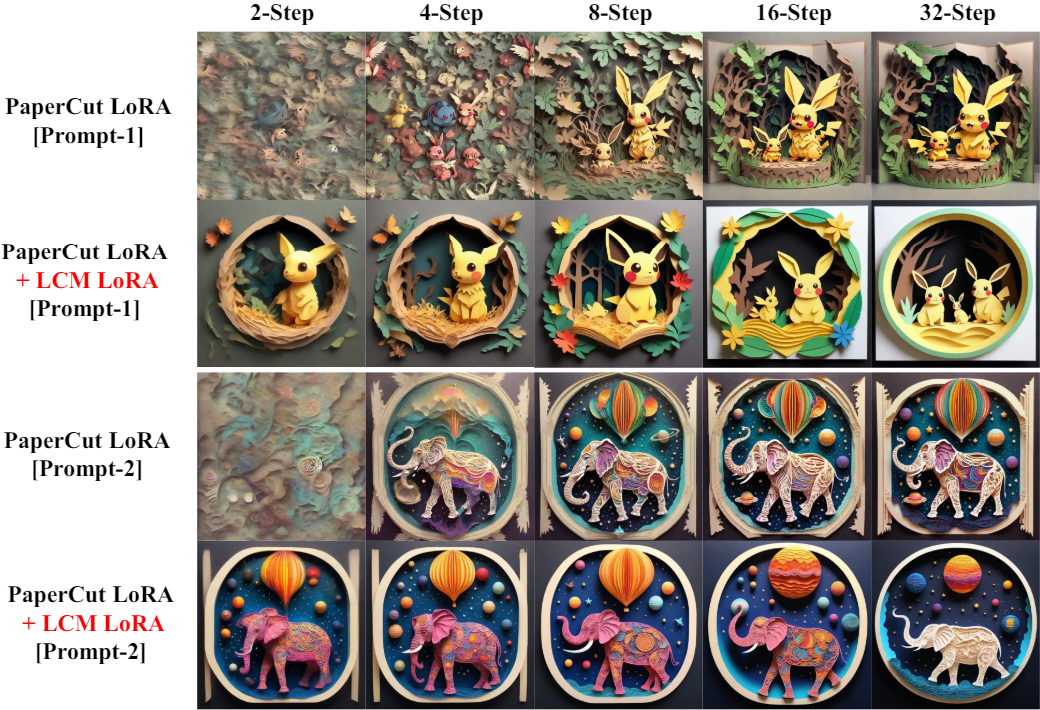 2-Step 4-Step 8-Step 16-Step 32-Step
PaperCut LoRA
[Prompt-1]
PaperCut LoRA
+ LCM LoRA
[Prompt-1]
PaperCut LoRA
[Prompt-2]
PaperCut LoRA
+ LCM LoRA
[Prompt-2]